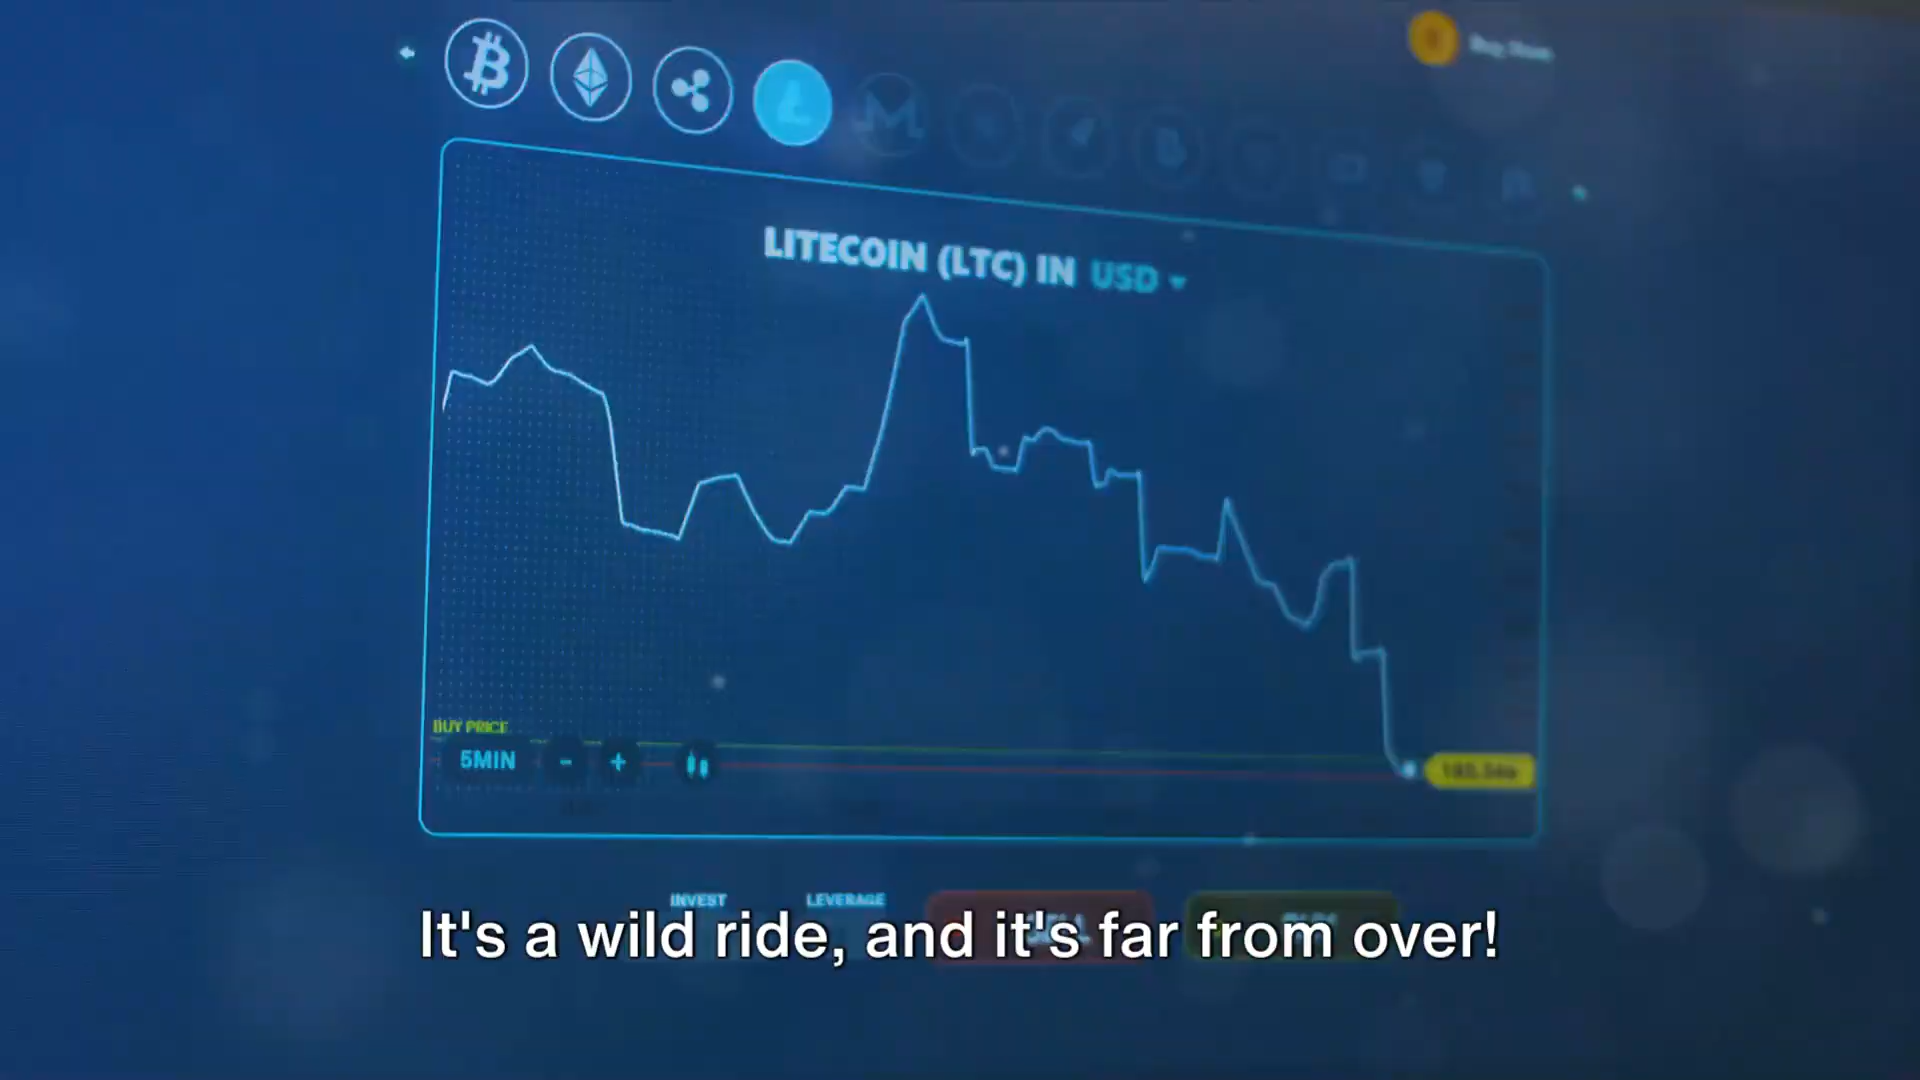 LITECOIN (LTC) IN USD
BUY PRICE
5MIN - +
INVEST LEVERAGE
It's a wild ride, and it's far from over!